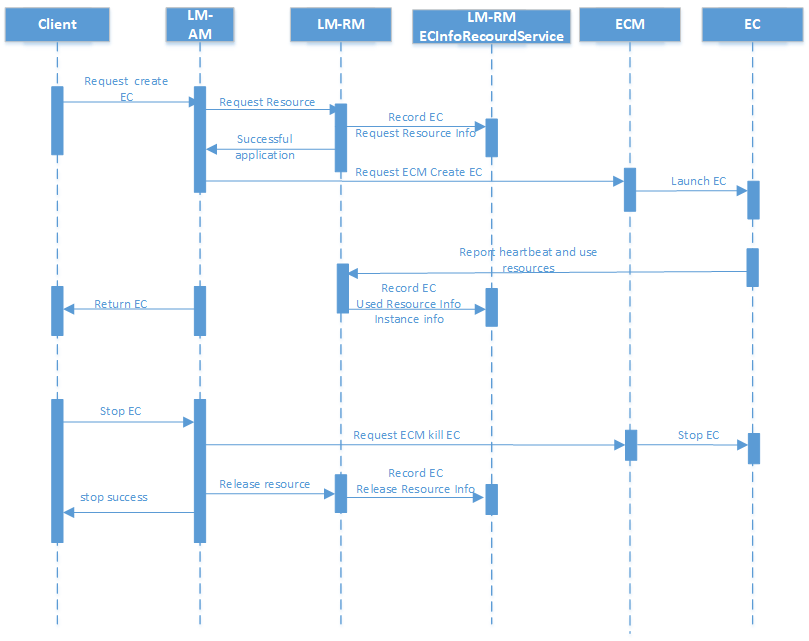 Client
LM-
AM
LM-RM
LM-RM
ECInfoRecourdService
ECM
EC
Request create
EC
Request Resource
Record EC
Request Resource Info
Successful
application
Request ECM Create EC
Launch EC
Report heartbeat and use
resources
Record EC
Used Resource Info
Instance info
Return EC
Stop EC
Request ECM kill EC
Stop EC
Record EC
Release Resource Info
Release resource
stop success